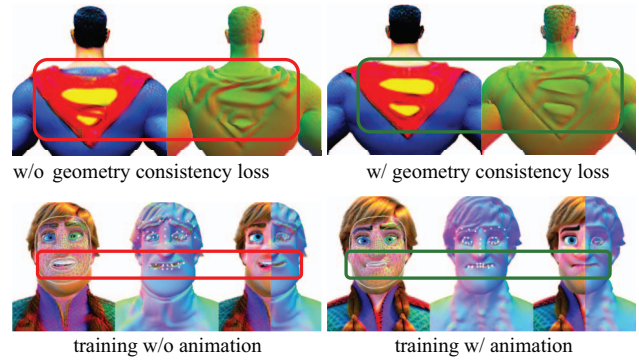 w/o geometry consistency loss
w/ geometry consistency loss
training w/o animation
training w/ animation